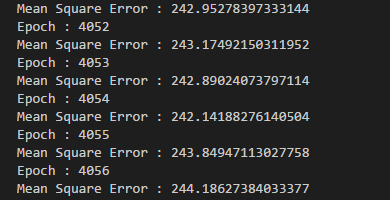 Mean Square Error : 242.95278397333144
Epoch : 4052
Mean Square Error : 243.17492150311952
Epoch : 4053
Mean Square Error : 242.89024073797114
Epoch : 4054
Mean Square Error : 242.14188276140504
Epoch : 4055
Mean Square Error : 243.84947113027758
Epoch : 4056
Mean Square Error : 244.18627384033377